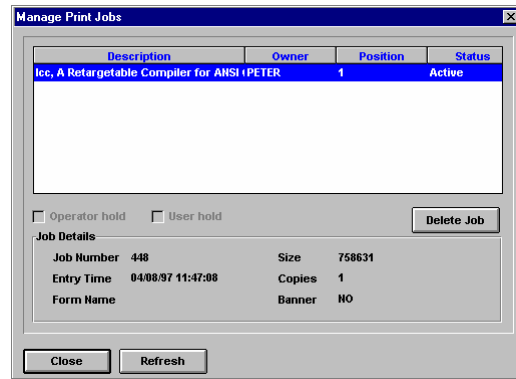 Manage Print Jobs
Description Owner Position Status
lcc, A Retargetable Compiler for ANSI ( PETER 1 Active
Operator hold User hold Delete Job
Job Details
Job Number 448 Size 758631
Entry Time 04/08/97 11:47:08 Copies 1
Form Name Banner NO
Close Refresh